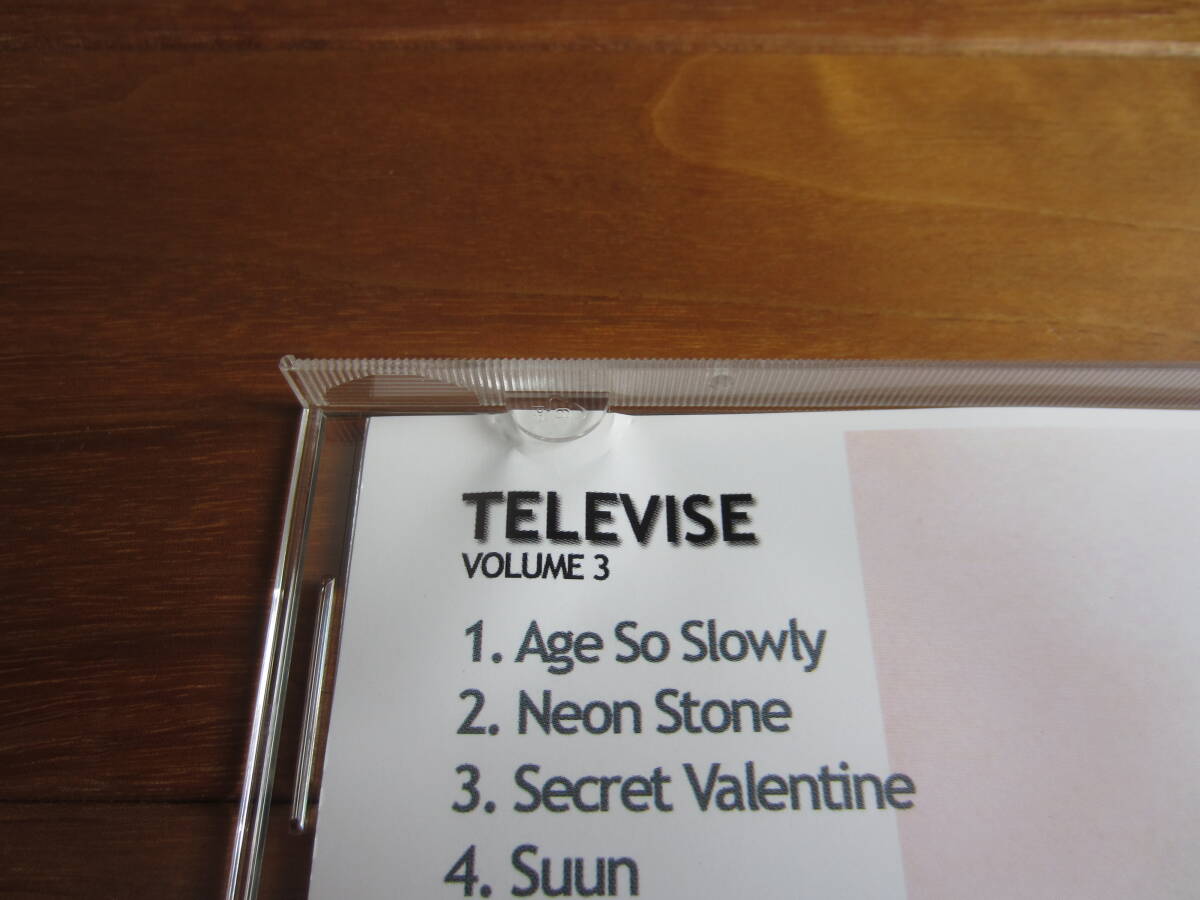 TELEVISE
VOLUME 3
1. Age So Slowly
2. Neon Stone
3. Secret Valentine
4. Suun